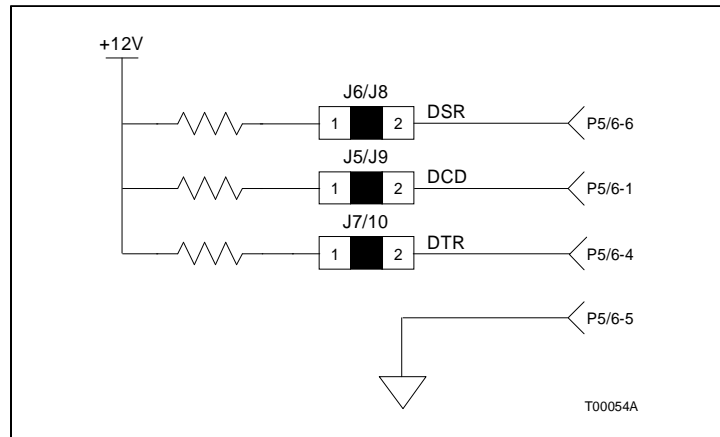 +12V
J6/J8
1 2 DSR P5/6-6
J5/J9
1 2 DCD P5/6-1
J7/10
1 2 DTR P5/6-4
P5/6-5
T00054A